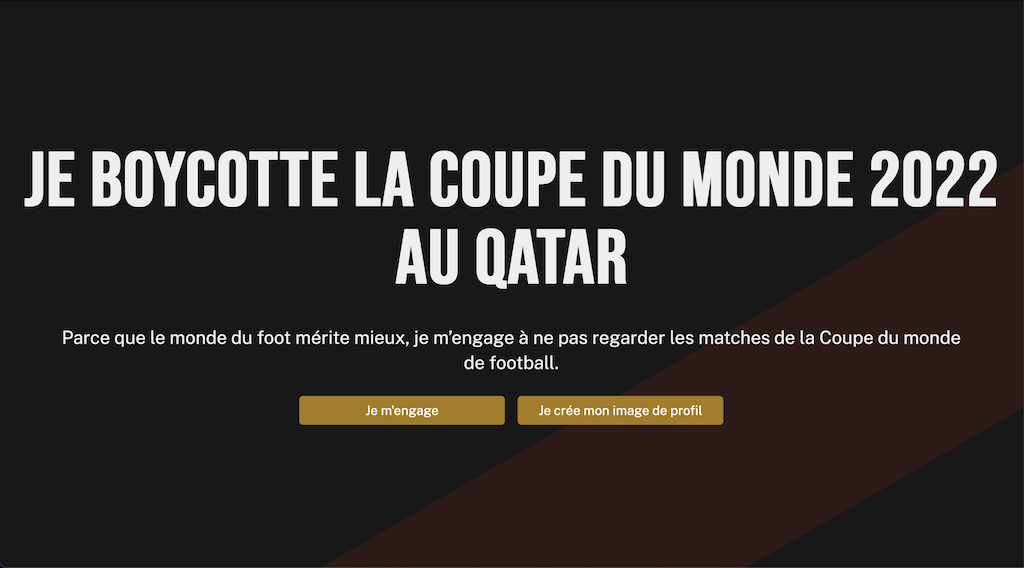 JE BOYCOTTE LA COUPE DU MONDE 2022
AU QATAR
Parce que le monde du foot mérite mieux, je m’engage à ne pas regarder les matches de la Coupe du monde
de football.
Je m'engage
Je crée mon image de profil